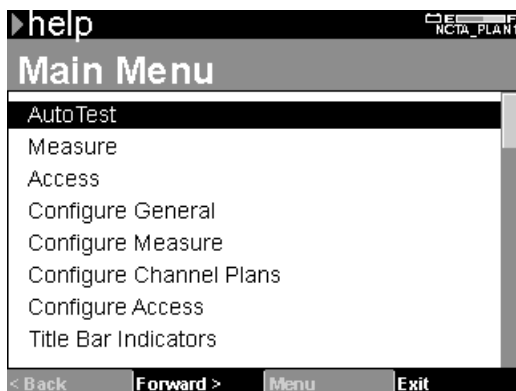 help
E F
NCTA_PLAN1
Main Menu
AutoTest
Measure
Access
Configure General
Configure Measure
Configure Channel Plans
Configure Access
Title Bar Indicators
< Back Forward > Menu Exit